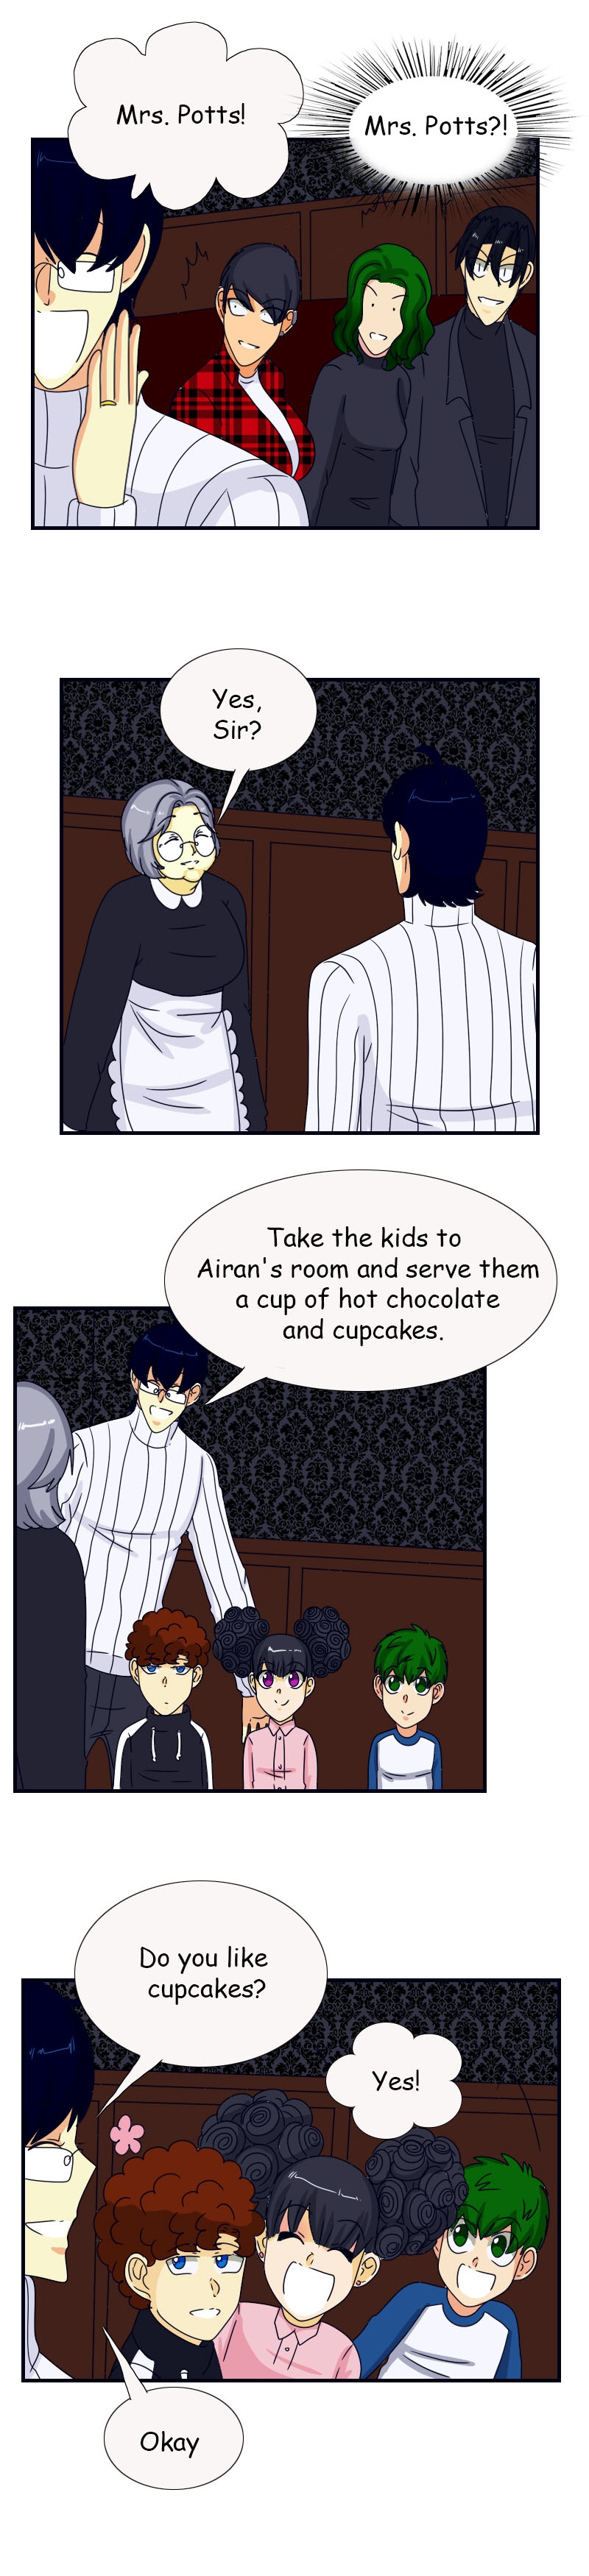 Mrs. Potts!
Mrs. Potts?!
Yes,
Sir?
Take the kids to
Airan's room and serve them
a cup of hot chocolate
and cupcakes.
Do you like
cupcakes?
Yes!
Okay